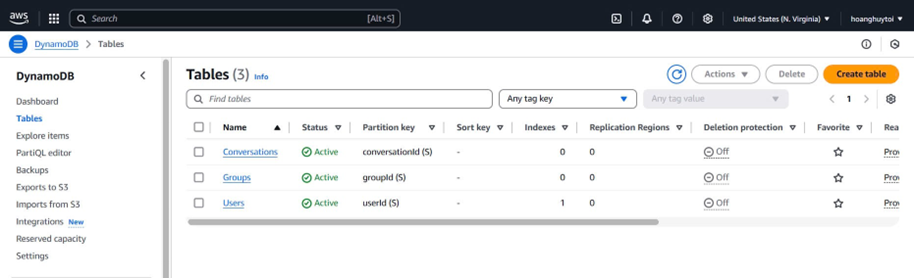 aws
Search [Alt+S] United States (N. Virginia) hoanghuytoi
DynamoDB > Tables
DynamoDB
Dashboard
Tables
Explore items
PartiQL editor
Backups
Exports to S3
Imports from S3
Integrations New
Reserved capacity
Settings
Tables (3) Info
Actions Delete Create table
Find tables Any tag key Any tag value 1
Name Status Partition key Sort key Indexes Replication Regions Deletion protection Favorite Rea
Conversations Active conversationId (S) - 0 0 Off Pro
Groups Active groupId (S) - 0 0 Off Pro
Users Active userId (S) - 1 0 Off Pro